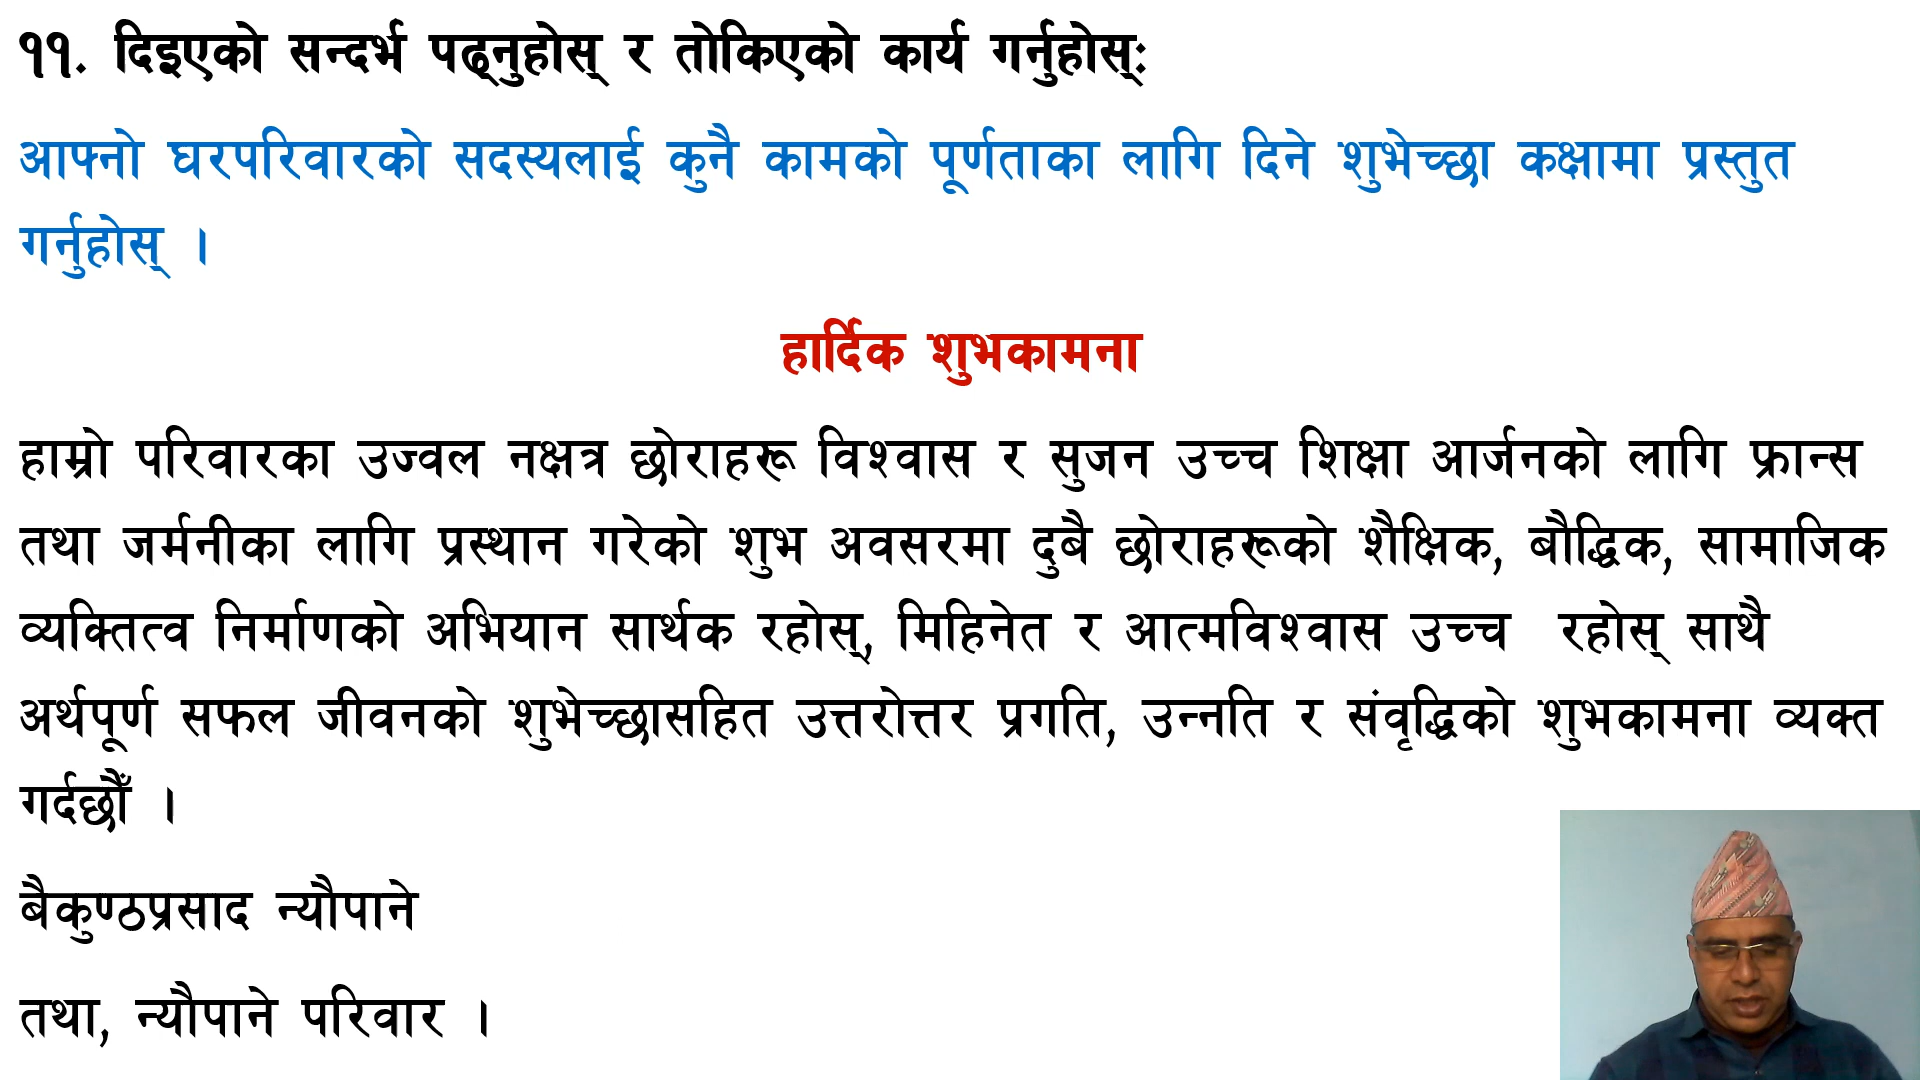 ११. दिइएको सन्दर्भ पढ्नुहोस् र तोकिएको कार्य गर्नुहोस्ः
आफ्नो घरपरिवारको सदस्यलाई कुनै कामको पूर्णताका लागि दिने शुभेच्छा कक्षामा प्रस्तुत
गर्नुहोस् ।
हार्दिक शुभकामना
हाम्रो परिवारका उज्वल नक्षत्र छोराहरू विश्वास र सुजन उच्च शिक्षा आर्जनको लागि फ्रान्स
तथा जर्मनीका लागि प्रस्थान गरेको शुभ अवसरमा दुबै छोराहरूको शैक्षिक, बौद्धिक, सामाजिक
व्यक्तित्व निर्माणको अभियान सार्थक रहोस्, मिहिनेत र आत्मविश्वास उच्च रहोस् साथै
अर्थपूर्ण सफल जीवनको शुभेच्छासहित उत्तरोत्तर प्रगति, उन्नति र संवृद्धिको शुभकामना व्यक्त
गर्दछौँ ।
बैकुण्ठप्रसाद न्यौपाने
तथा, न्यौपाने परिवार ।